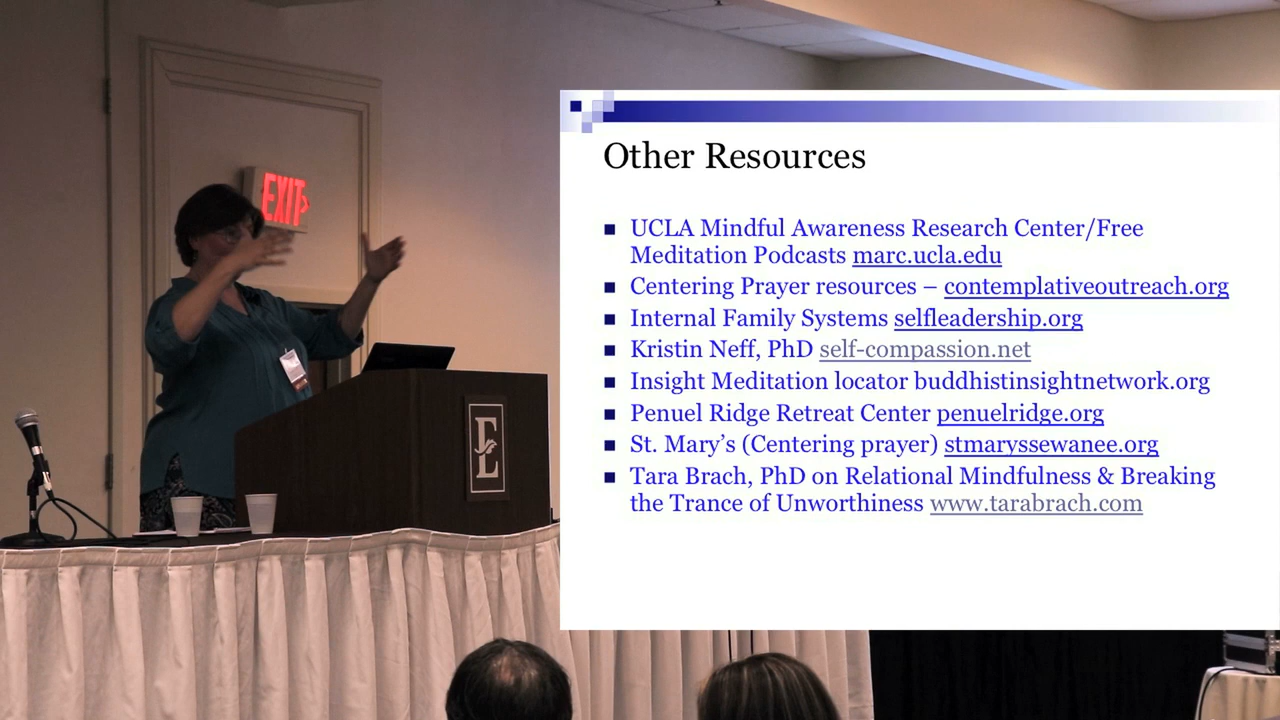 EXIT
Other Resources
UCLA Mindful Awareness Research Center/Free
Meditation Podcasts marc.ucla.edu
Centering Prayer resources – contemplativeoutreach.org
Internal Family Systems selfleadership.org
Kristin Neff, PhD self-compassion.net
Insight Meditation locator buddhistinsightnetwork.org
Penuel Ridge Retreat Center penuelridge.org
St. Mary's (Centering prayer) stmaryssewanee.org
Tara Brach, PhD on Relational Mindfulness & Breaking
the Trance of Unworthiness www.tarabrach.com
E